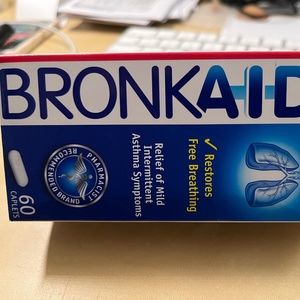 BRONKAID
✓ Restores
Free Breathing
Relief of Mild
Intermittent
Asthma Symptoms
PHARMACIST
RECOMMENDED BRAND
60
CAPLETS